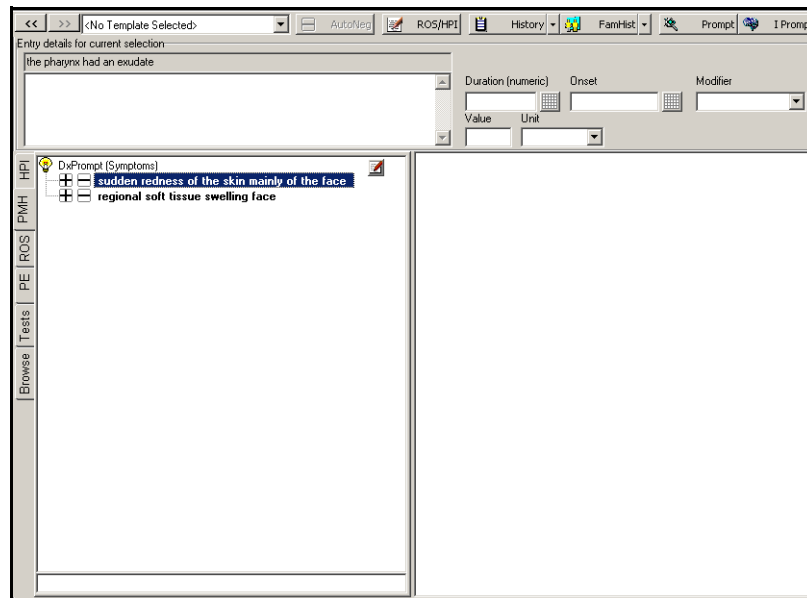 << >> <No Template Selected> AutoNeg ROS/HPI History FamHist Prompt I Promp
Entry details for current selection
the pharynx had an exudate
Duration (numeric) Onset Modifier
Value Unit
DxPrompt (Symptoms)
sudden redness of the skin mainly of the face
regional soft tissue swelling face
HPI
PMH
ROS
PE
Tests
Browse